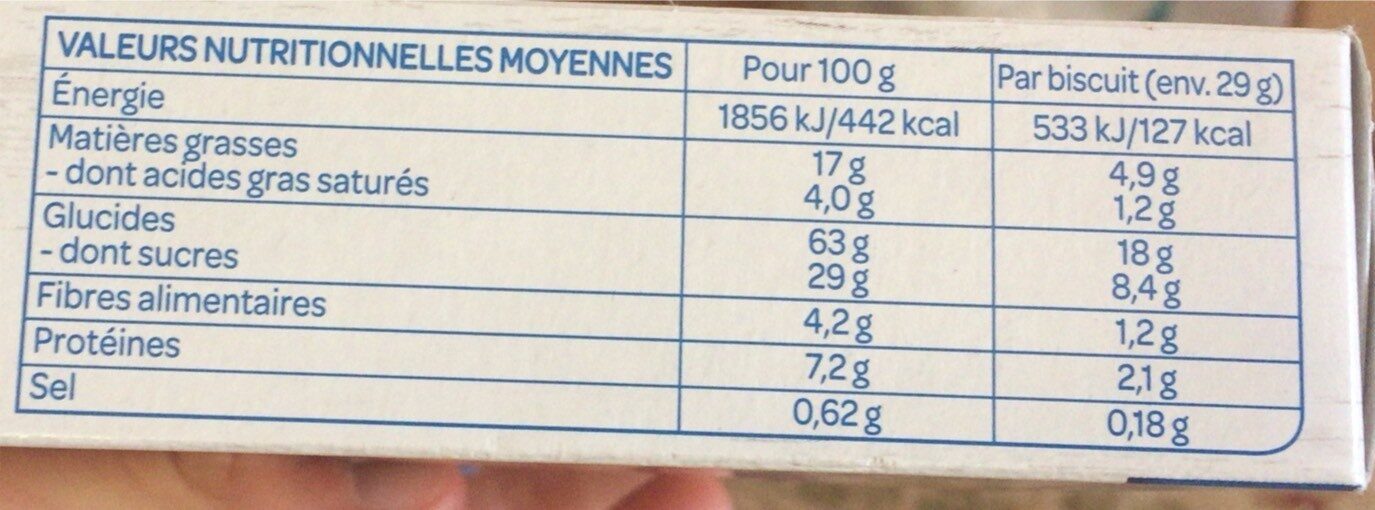 VALEURS NUTRITIONNELLES MOYENNES Pour 100 g Par biscuit (env. 29 g)
Énergie 1856 kJ/442 kcal 533 kJ/127 kcal
Matières grasses 17 g 4,9 g
- dont acides gras saturés 4,0 g 1,2 g
Glucides 63 g 18 g
- dont sucres 29 g 8,4 g
Fibres alimentaires 4,2 g 1,2 g
Protéines 7,2 g 2,1 g
Sel 0,62 g 0,18 g